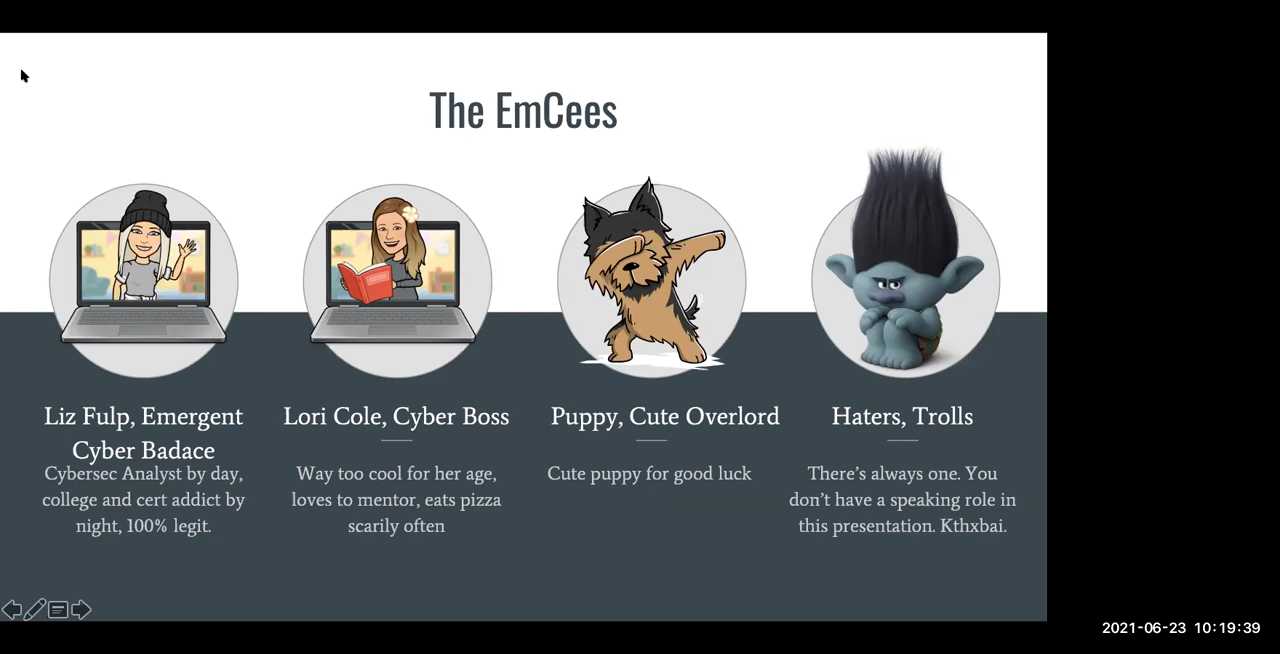 The EmCees
Liz Fulp, Emergent
Cyber Badace
Cybersec Analyst by day,
college and cert addict by
night, 100% legit.
Lori Cole, Cyber Boss
Way too cool for her age,
loves to mentor, eats pizza
scarily often
Puppy, Cute Overlord
Cute puppy for good luck
Haters, Trolls
There's always one. You
don't have a speaking role in
this presentation. Kthxbai.
2021-06-23 10:19:39